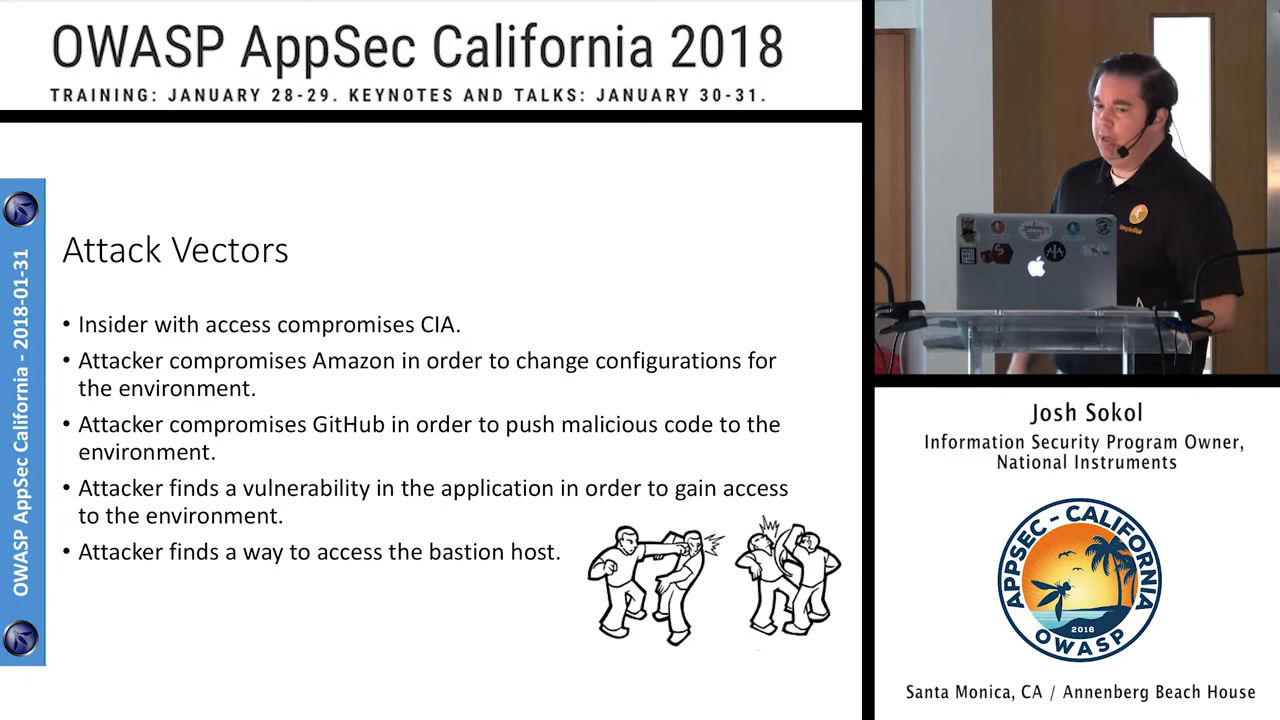 OWASP AppSec California 2018
TRAINING: JANUARY 28-29. KEYNOTES AND TALKS: JANUARY 30-31.
OWASP AppSec California - 2018-01-31
Attack Vectors
• Insider with access compromises CIA.
• Attacker compromises Amazon in order to change configurations for
the environment.
• Attacker compromises GitHub in order to push malicious code to the
environment.
• Attacker finds a vulnerability in the application in order to gain access
to the environment.
• Attacker finds a way to access the bastion host.
Josh Sokol
Information Security Program Owner,
National Instruments
APPSEC - CALIFORNIA
2018
OWASP
Santa Monica, CA / Annenberg Beach House